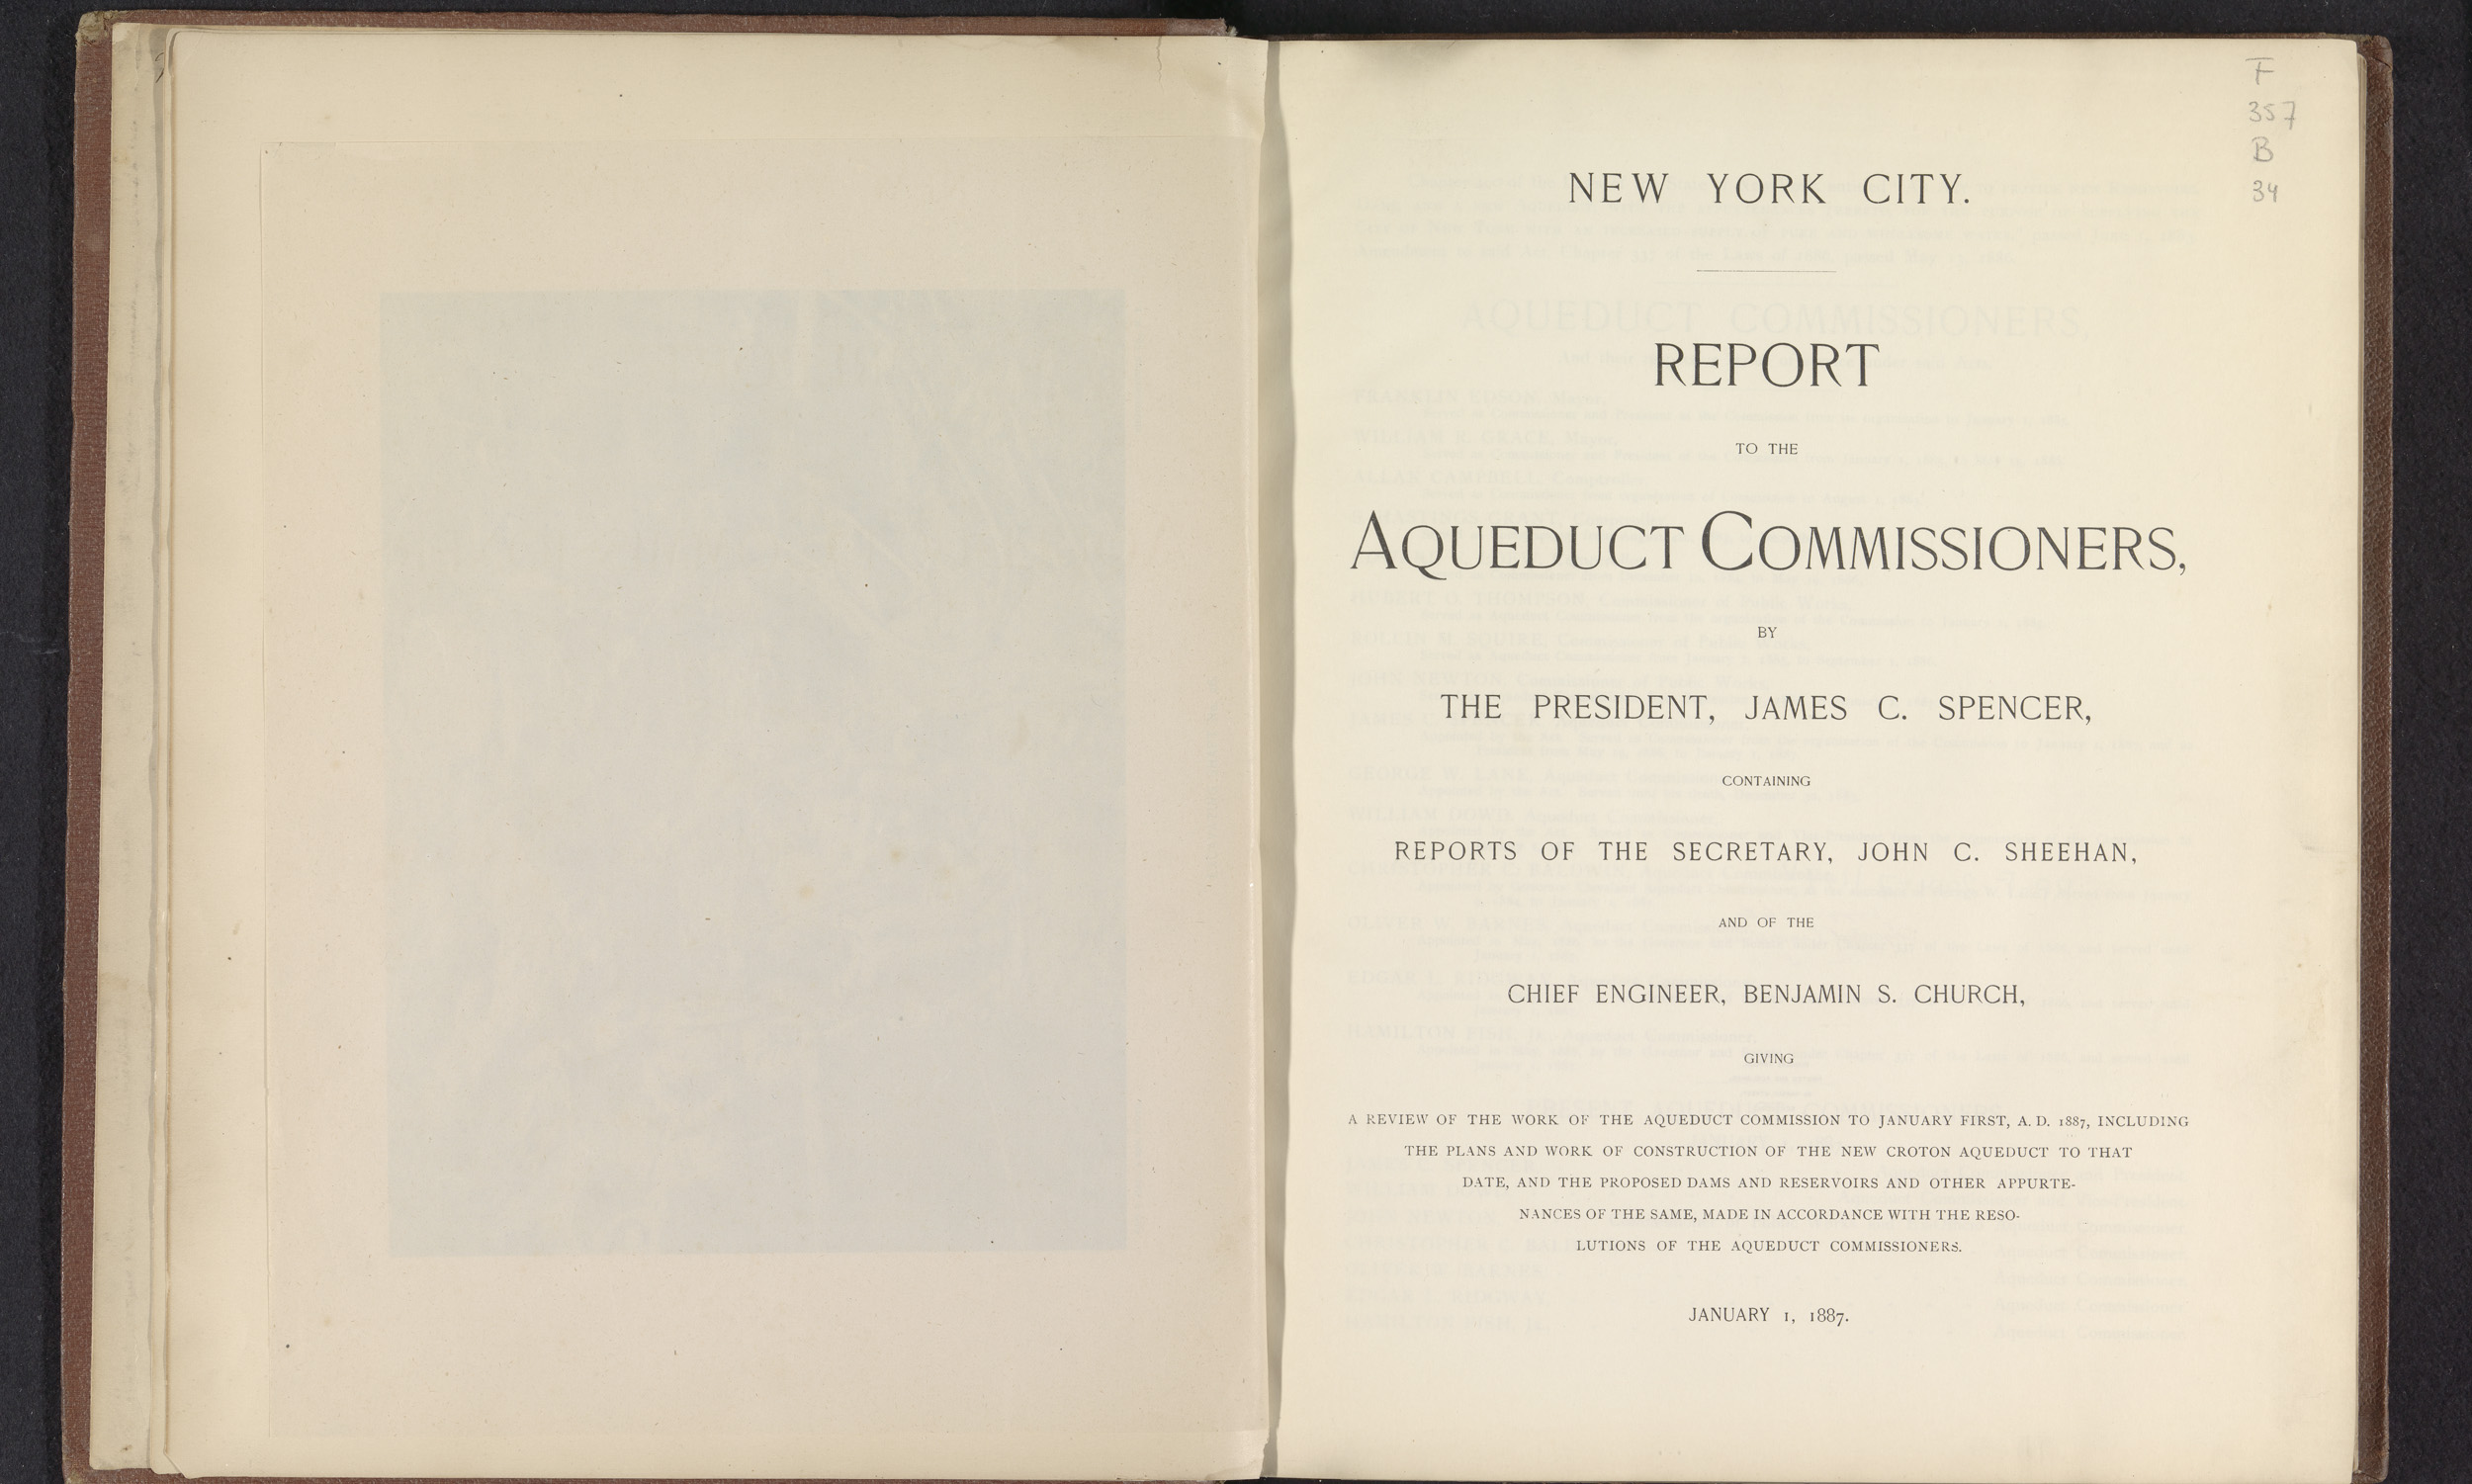 F
357
B
34
NEW YORK CITY.
REPORT
TO THE
AQUEDUCT COMMISSIONERS,
BY
THE PRESIDENT, JAMES C. SPENCER,
CONTAINING
REPORTS OF THE SECRETARY, JOHN C. SHEEHAN,
AND OF THE
CHIEF ENGINEER, BENJAMIN S. CHURCH,
GIVING
A REVIEW OF THE WORK OF THE AQUEDUCT COMMISSION TO JANUARY FIRST, A. D. 1887, INCLUDING
THE PLANS AND WORK OF CONSTRUCTION OF THE NEW CROTON AQUEDUCT TO THAT
DATE, AND THE PROPOSED DAMS AND RESERVOIRS AND OTHER APPURTE-
NANCES OF THE SAME, MADE IN ACCORDANCE WITH THE RESO-
LUTIONS OF THE AQUEDUCT COMMISSIONERS.
JANUARY 1, 1887.